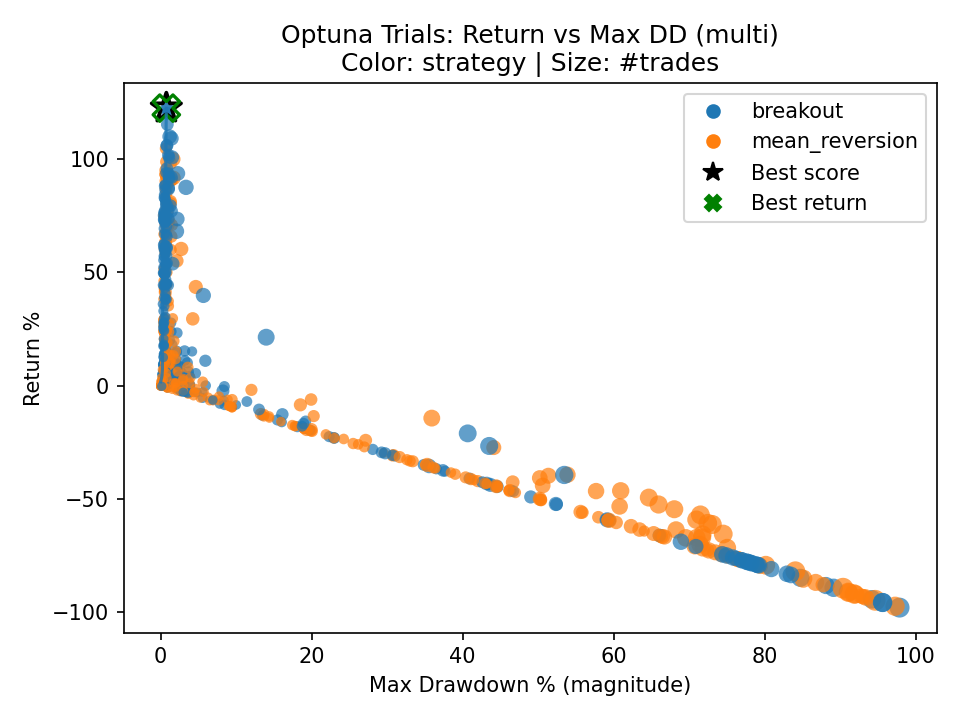 Optuna Trials: Return vs Max DD (multi)
Color: strategy | Size: #trades
breakout
mean_reversion
Best score
Best return
100
50
0
−50
−100
Return %
0
20
40
60
80
100
Max Drawdown % (magnitude)